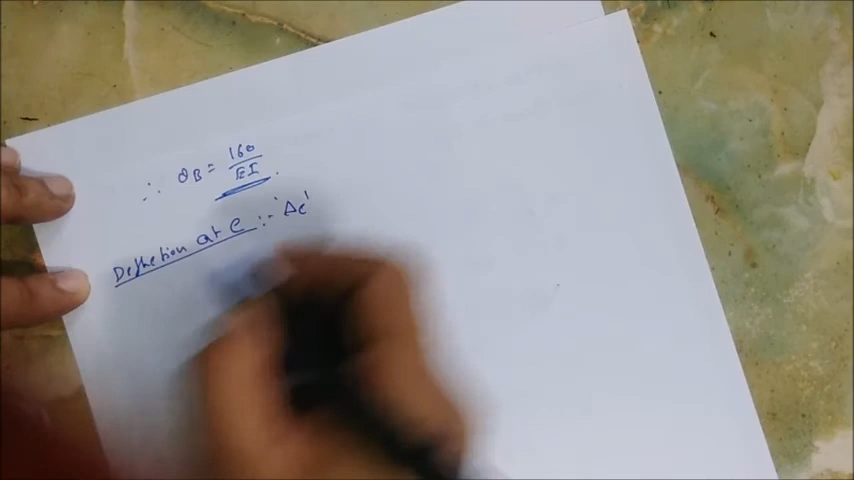 ∴ θB = 160/EI .
Deflection at C :- 'Δc'